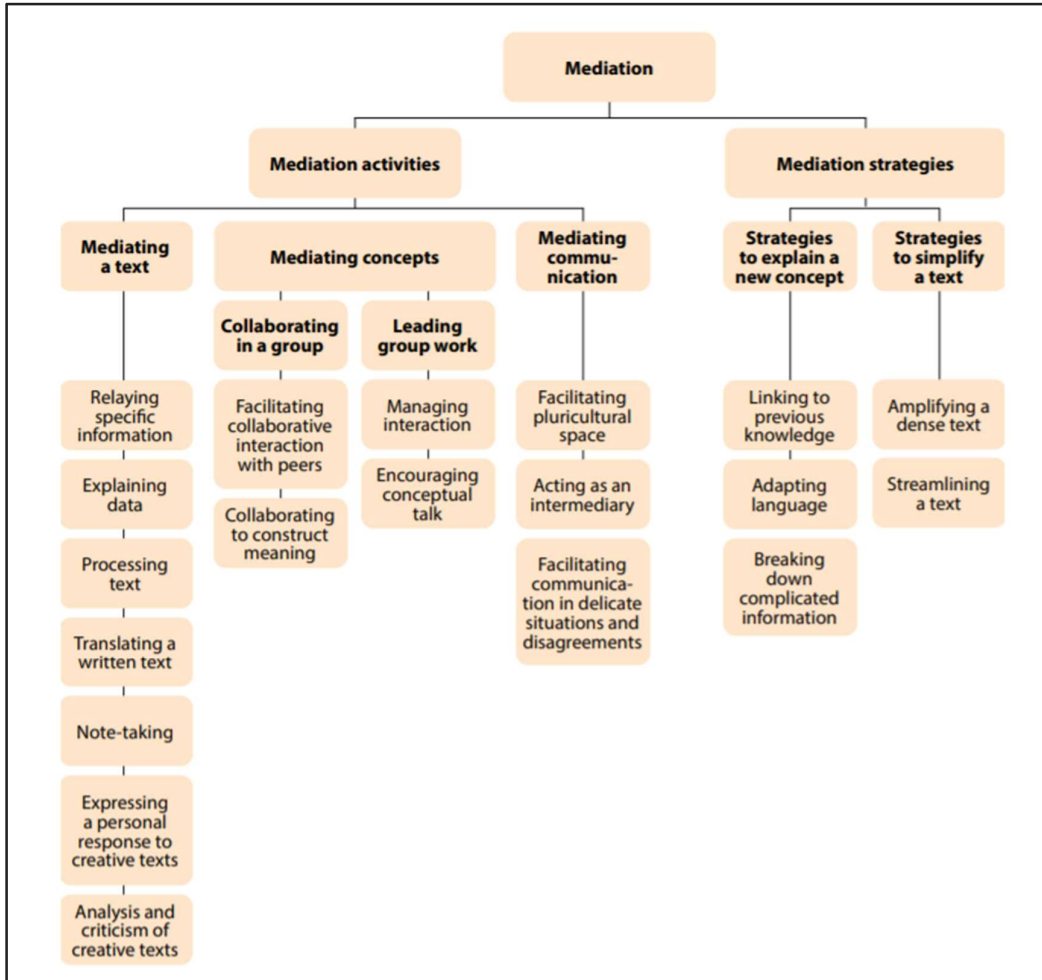 Mediation
Mediation activities
Mediation strategies
Mediating
a text
Mediating concepts
Mediating
commu-
nication
Strategies
to explain a
new concept
Strategies
to simplify
a text
Collaborating
in a group
Leading
group work
Relaying
specific
information
Explaining
data
Processing
text
Translating a
written text
Note-taking
Expressing
a personal
response to
creative texts
Analysis and
criticism of
creative texts
Facilitating
collaborative
interaction
with peers
Collaborating
to construct
meaning
Managing
interaction
Encouraging
conceptual
talk
Facilitating
pluricultural
space
Acting as an
intermediary
Facilitating
communica-
tion in delicate
situations and
disagreements
Linking to
previous
knowledge
Adapting
language
Breaking
down
complicated
information
Amplifying a
dense text
Streamlining
a text